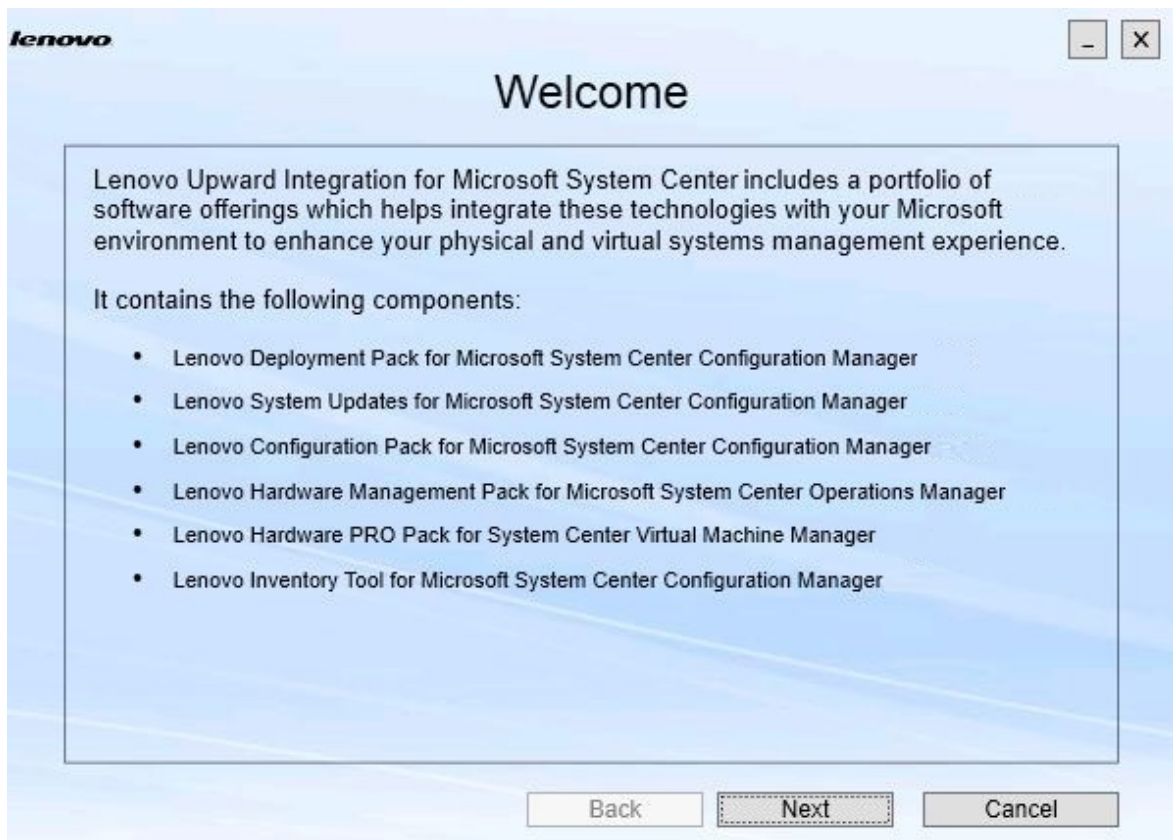 lenovo
_ X
Welcome
Lenovo Upward Integration for Microsoft System Center includes a portfolio of
software offerings which helps integrate these technologies with your Microsoft
environment to enhance your physical and virtual systems management experience.
It contains the following components:
• Lenovo Deployment Pack for Microsoft System Center Configuration Manager
• Lenovo System Updates for Microsoft System Center Configuration Manager
• Lenovo Configuration Pack for Microsoft System Center Configuration Manager
• Lenovo Hardware Management Pack for Microsoft System Center Operations Manager
• Lenovo Hardware PRO Pack for System Center Virtual Machine Manager
• Lenovo Inventory Tool for Microsoft System Center Configuration Manager
Back Next Cancel